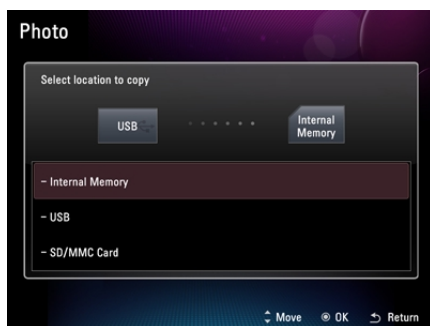 Photo
Select location to copy
USB
Internal
Memory
– Internal Memory
– USB
– SD/MMC Card
Move OK Return